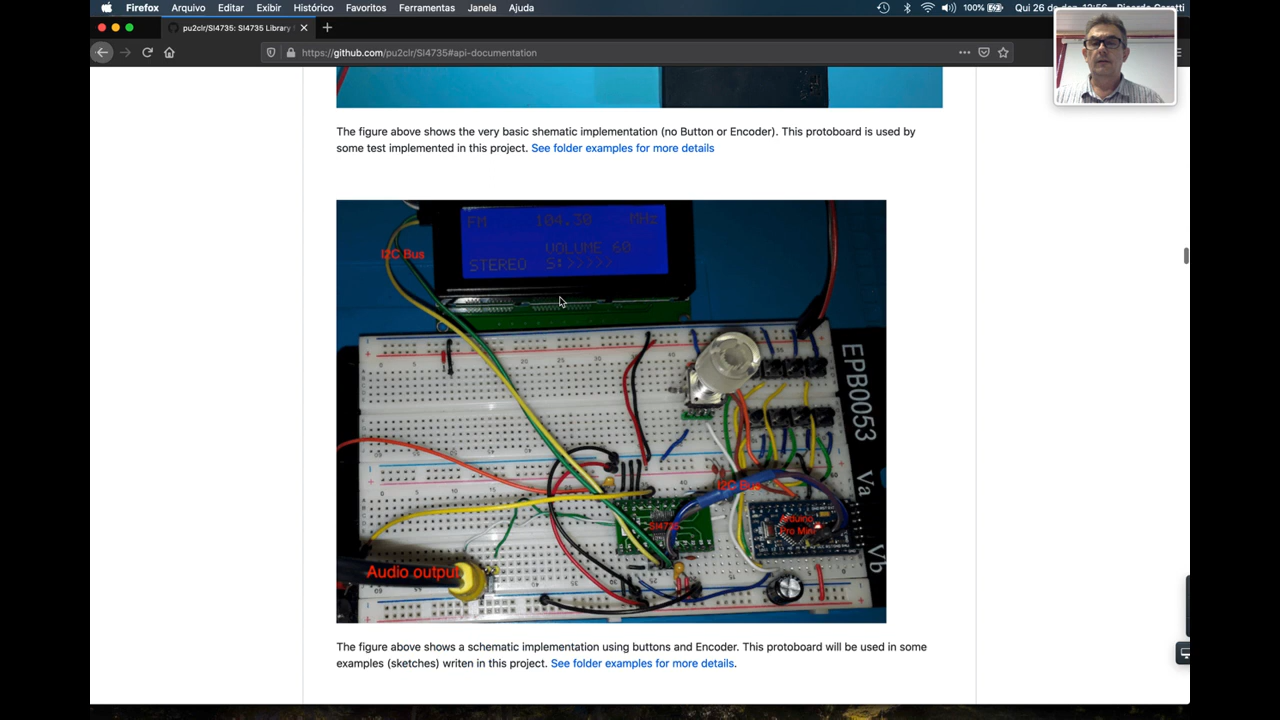 Firefox Arquivo Editar Exibir Histórico Favoritos Ferramentas Janela Ajuda 100%
pu2clr/SI4735: SI4735 Library
https://github.com/pu2clr/SI4735#api-documentation
The figure above shows the very basic shematic implementation (no Button or Encoder). This protoboard is used by
some test implemented in this project. See folder examples for more details
FM 104.30 MHz
I2C Bus
VOLUME 60
STEREO S:>>>>>
EPB0053
I2C Bus
Va
SI4735
Arduino
Pro Mini
Vb
Audio output
The figure above shows a schematic implementation using buttons and Encoder. This protoboard will be used in some
examples (sketches) writen in this project. See folder examples for more details.